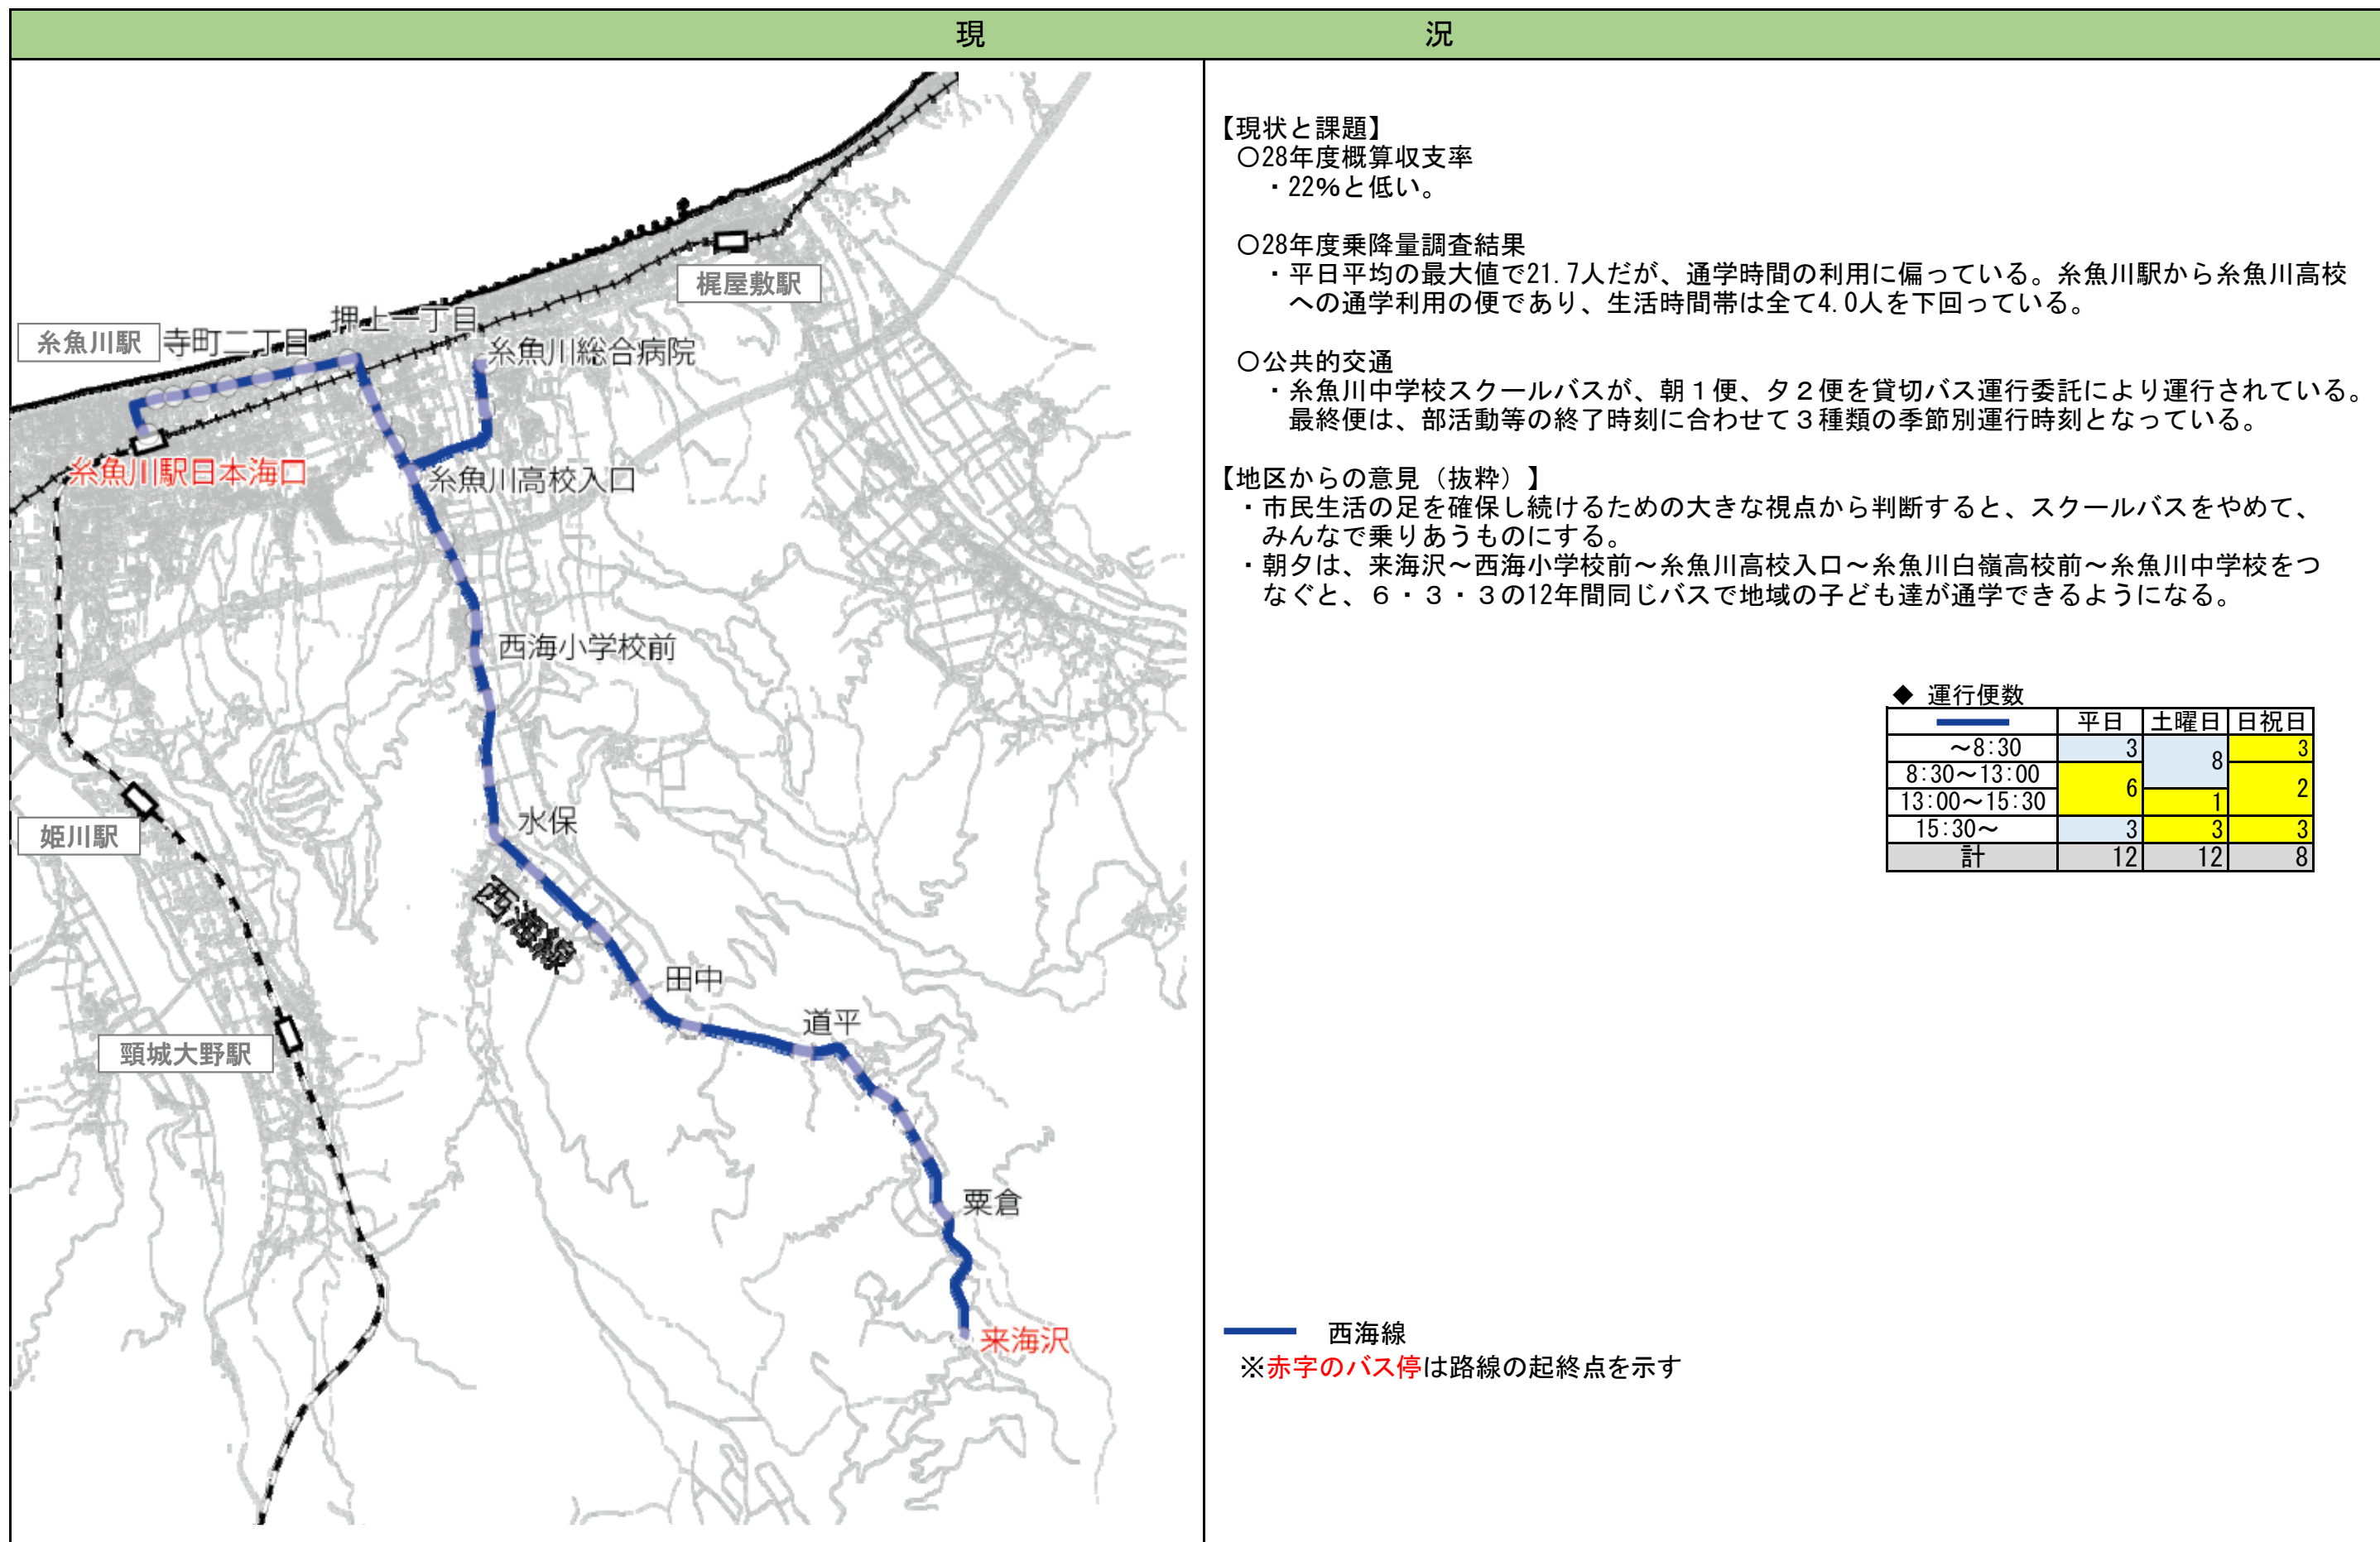 現 況
梶屋敷駅
押上一丁目
糸魚川駅
寺町二丁目
糸魚川総合病院
糸魚川駅日本海口
糸魚川高校入口
西海小学校前
水保
姫川駅
西海線
田中
道平
頸城大野駅
粟倉
来海沢
【現状と課題】
○28年度概算収支率
・22%と低い。
○28年度乗降量調査結果
・平日平均の最大値で21.7人だが、通学時間の利用に偏っている。糸魚川駅から糸魚川高校
への通学利用の便であり、生活時間帯は全て4.0人を下回っている。
○公共的交通
・糸魚川中学校スクールバスが、朝１便、夕２便を貸切バス運行委託により運行されている。
最終便は、部活動等の終了時刻に合わせて３種類の季節別運行時刻となっている。
【地区からの意見（抜粋）】
・市民生活の足を確保し続けるための大きな視点から判断すると、スクールバスをやめて、
みんなで乗りあうものにする。
・朝夕は、来海沢～西海小学校前～糸魚川高校入口～糸魚川白嶺高校前～糸魚川中学校をつ
なぐと、６・３・３の12年間同じバスで地域の子ども達が通学できるようになる。
◆ 運行便数
平日 土曜日 日祝日
～8:30 3 8 3
8:30～13:00 6 2
13:00～15:30 1
15:30～ 3 3 3
計 12 12 8
西海線
※赤字のバス停は路線の起終点を示す